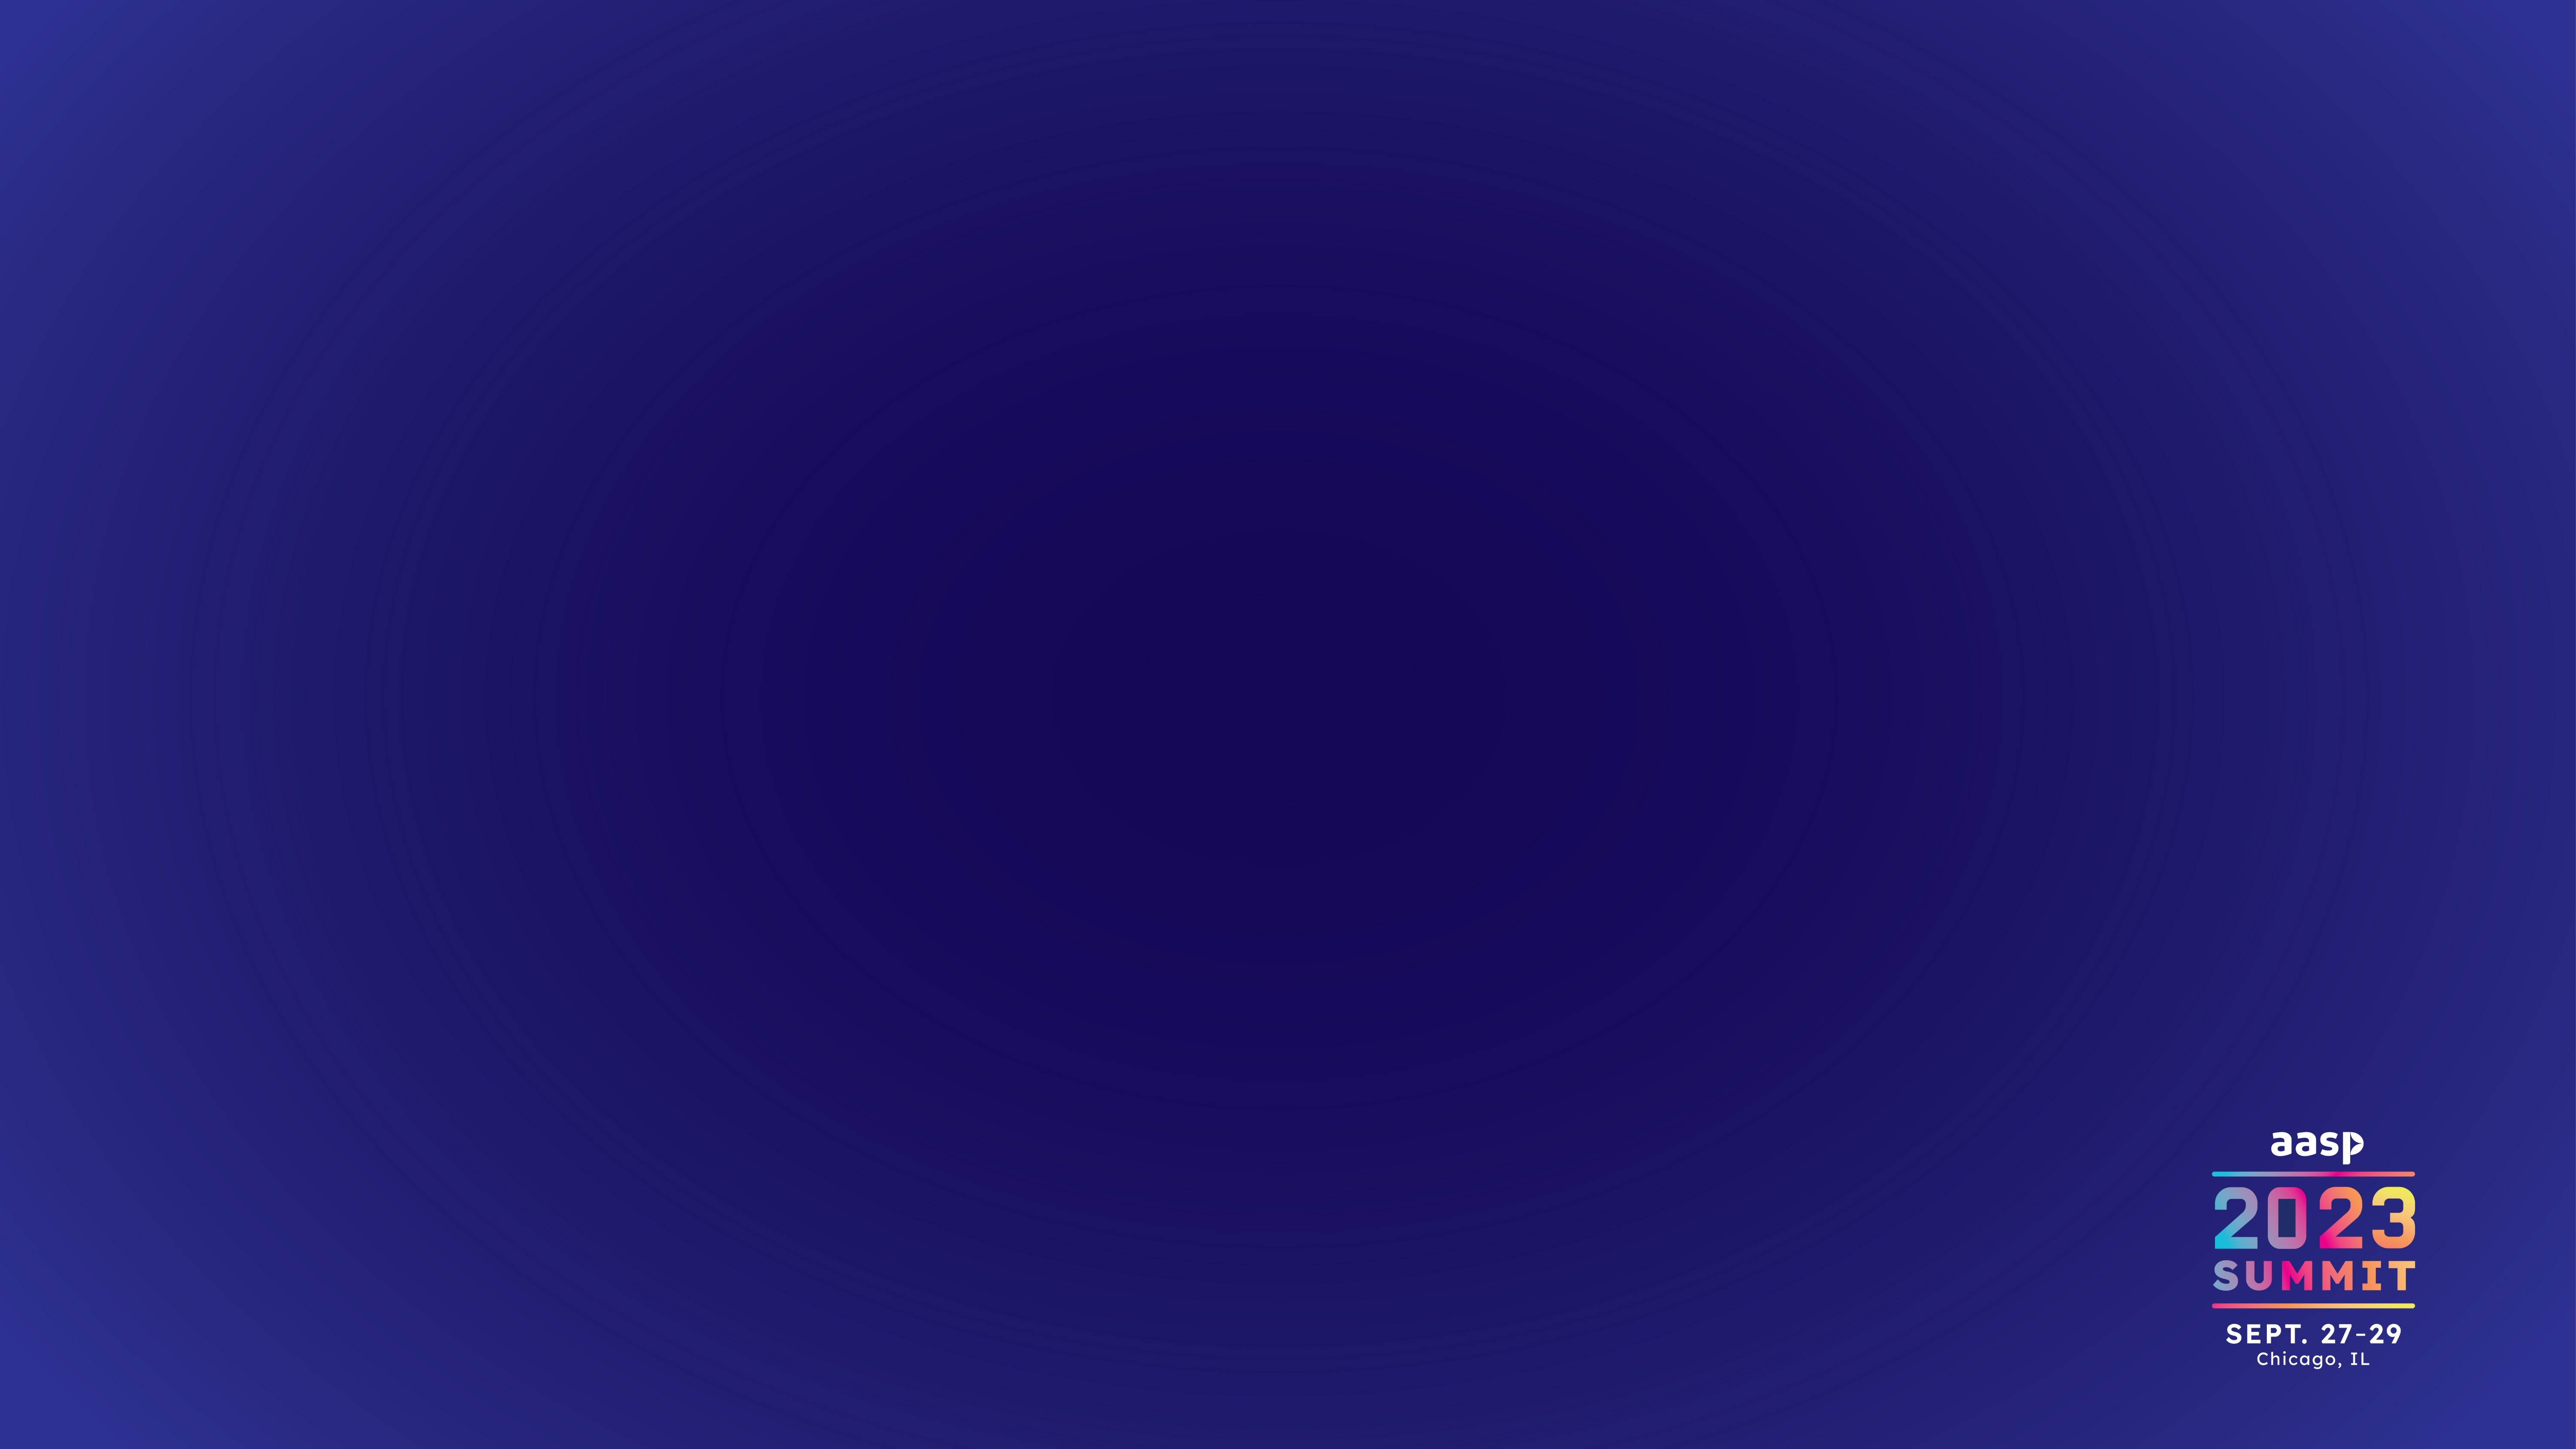 aasp
2023
SUMMIT
SEPT. 27-29
Chicago, IL